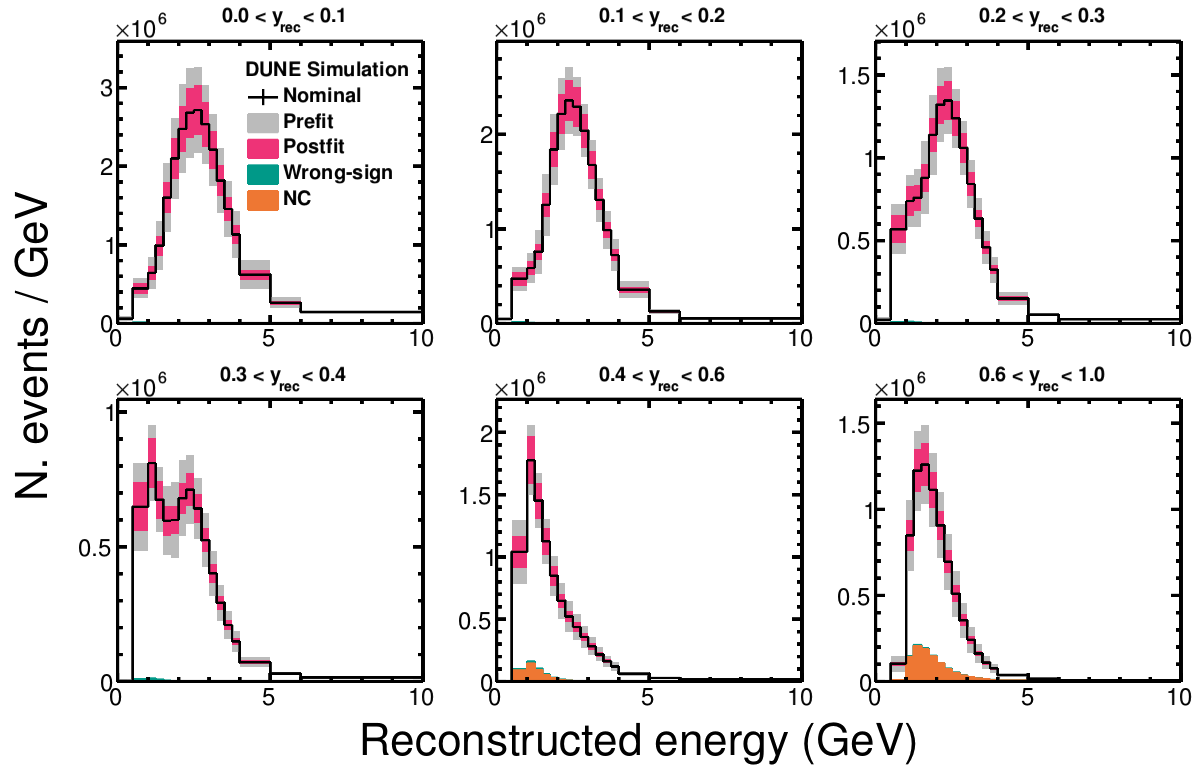 0.0 < y_rec < 0.1
×10⁶
DUNE Simulation
Nominal
Prefit
Postfit
Wrong-sign
NC
3
2
1
0
0 5 10
0.1 < y_rec < 0.2
×10⁶
2
1
0
0 5 10
0.2 < y_rec < 0.3
×10⁶
1.5
1
0.5
0
0 5 10
0.3 < y_rec < 0.4
×10⁶
1
0.5
0
0 5 10
0.4 < y_rec < 0.6
×10⁶
2
1.5
1
0.5
0
0 5 10
0.6 < y_rec < 1.0
×10⁶
1.5
1
0.5
0
0 5 10
N. events / GeV
Reconstructed energy (GeV)